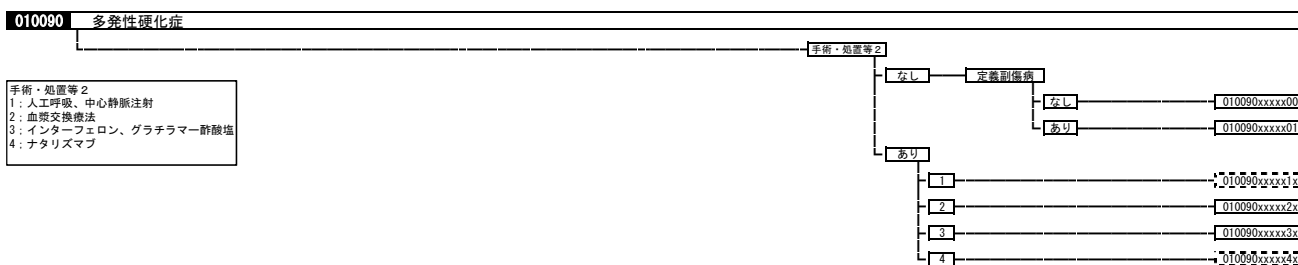 010090 多発性硬化症
手術・処置等2
なし 定義副傷病
なし 010090xxxxx00
あり 010090xxxxx01
あり
1 010090xxxxx1x
2 010090xxxxx2x
3 010090xxxxx3x
4 010090xxxxx4x
手術・処置等2
1;人工呼吸、中心静脈注射
2;血漿交換療法
3;インターフェロン、グラチラマー酢酸塩
4;ナタリズマブ